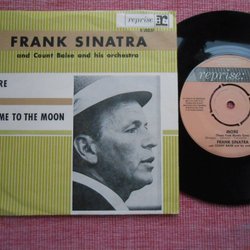 reprise
FRANK SINATRA
and Count Basie and his orchestra
RE
ME TO THE MOON
reprise:
MORE
FRANK SINATRA